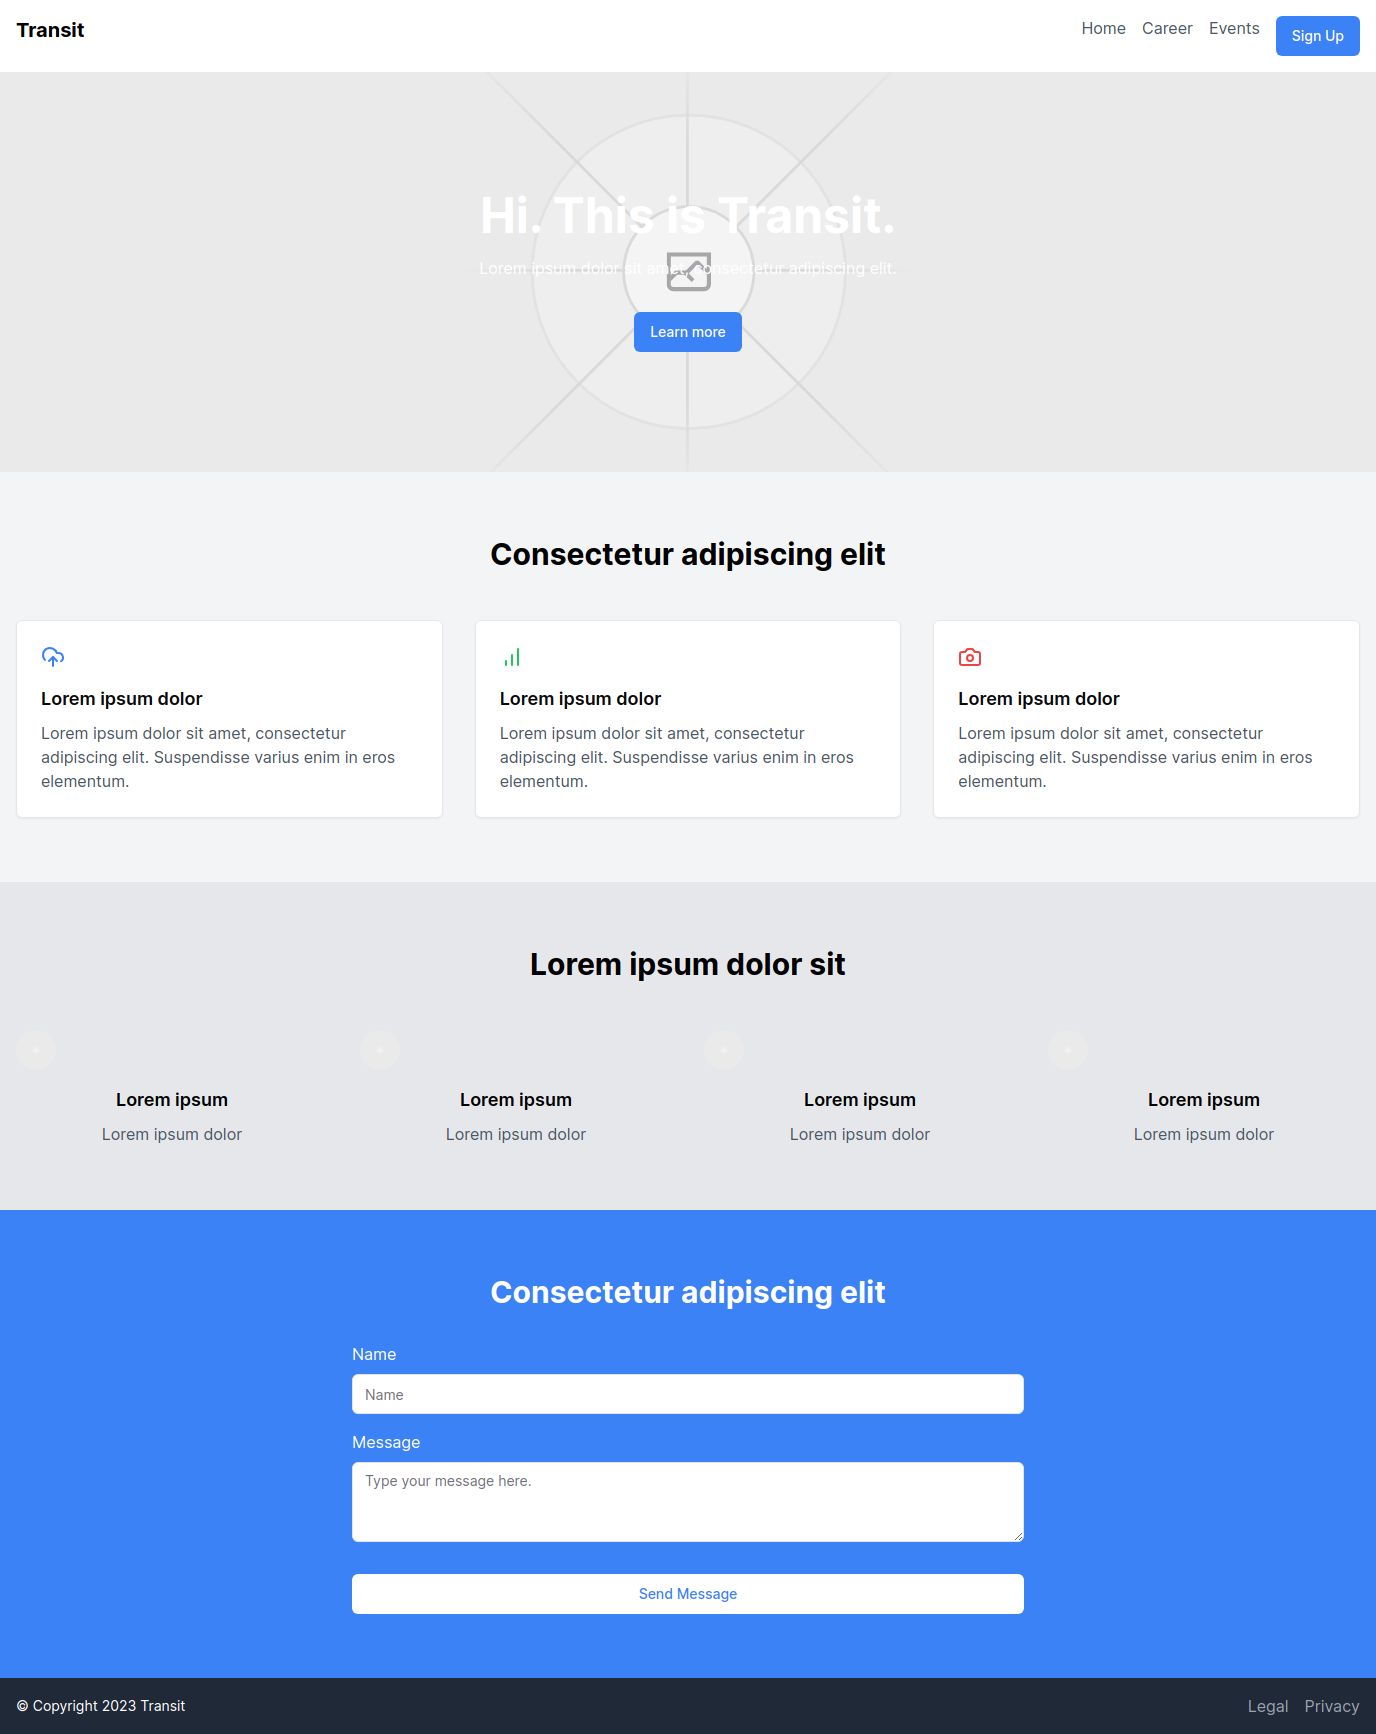 Transit
Home Career Events Sign Up
Hi. This is Transit.
Lorem ipsum dolor sit amet, consectetur adipiscing elit.
Learn more
Consectetur adipiscing elit
Lorem ipsum dolor
Lorem ipsum dolor sit amet, consectetur
adipiscing elit. Suspendisse varius enim in eros
elementum.
Lorem ipsum dolor
Lorem ipsum dolor sit amet, consectetur
adipiscing elit. Suspendisse varius enim in eros
elementum.
Lorem ipsum dolor
Lorem ipsum dolor sit amet, consectetur
adipiscing elit. Suspendisse varius enim in eros
elementum.
Lorem ipsum dolor sit
Lorem ipsum
Lorem ipsum dolor
Lorem ipsum
Lorem ipsum dolor
Lorem ipsum
Lorem ipsum dolor
Lorem ipsum
Lorem ipsum dolor
Consectetur adipiscing elit
Name
Name
Message
Type your message here.
Send Message
© Copyright 2023 Transit
Legal Privacy